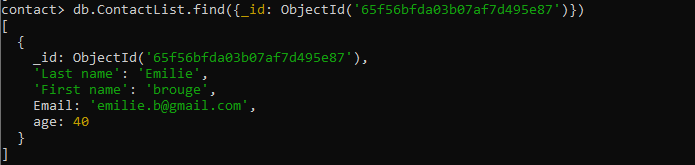 contact> db.ContactList.find({_id: ObjectId('65f56bfda03b07af7d495e87')})
[
  {
    _id: ObjectId('65f56bfda03b07af7d495e87'),
    'Last name': 'Emilie',
    'First name': 'brouge',
    Email: 'emilie.b@gmail.com',
    age: 40
  }
]